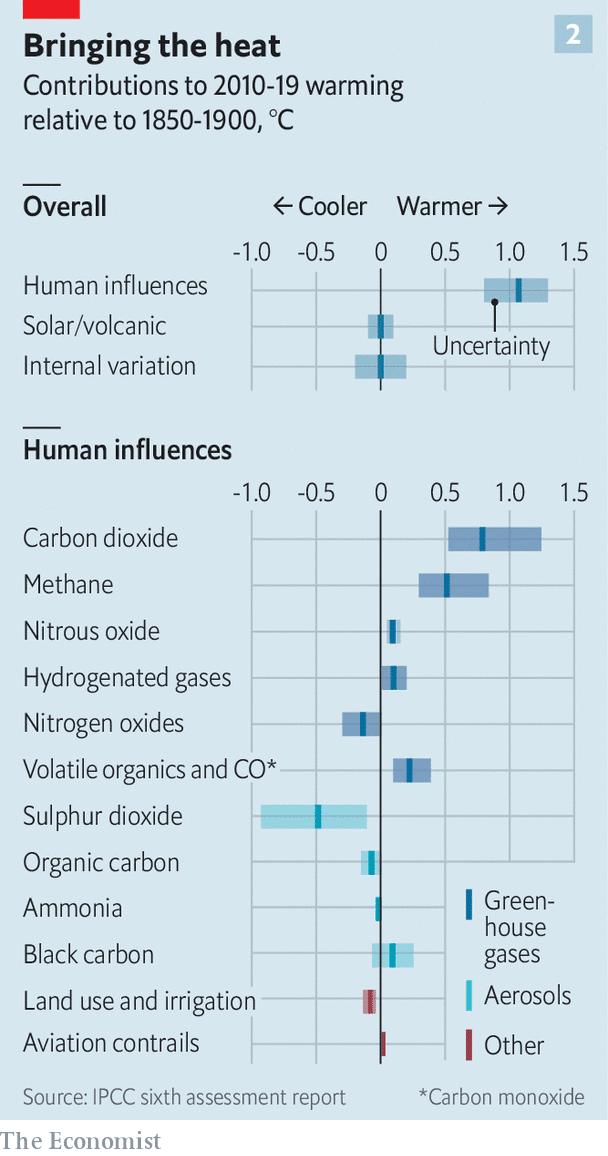 Bringing the heat
2
Contributions to 2010-19 warming
relative to 1850-1900, °C
Overall
← Cooler Warmer →
-1.0 -0.5 0 0.5 1.0 1.5
Human influences
Solar/volcanic
Uncertainty
Internal variation
Human influences
-1.0 -0.5 0 0.5 1.0 1.5
Carbon dioxide
Methane
Nitrous oxide
Hydrogenated gases
Nitrogen oxides
Volatile organics and CO*
Sulphur dioxide
Organic carbon
Ammonia
Black carbon
Land use and irrigation
Aviation contrails
Green-
house
gases
Aerosols
Other
Source: IPCC sixth assessment report
*Carbon monoxide
The Economist